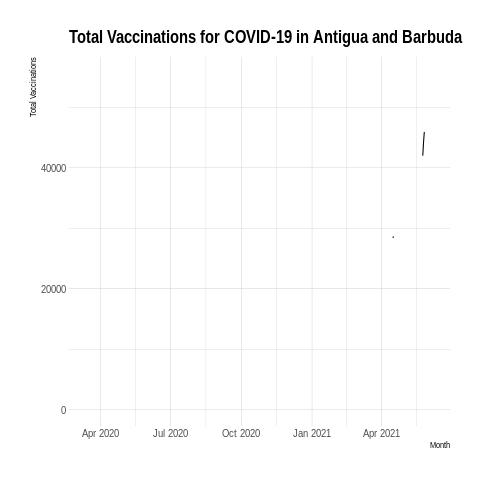 Total Vaccinations for COVID-19 in Antigua and Barbuda
Total Vaccinations
40000
20000
0
Apr 2020 Jul 2020 Oct 2020 Jan 2021 Apr 2021
Month